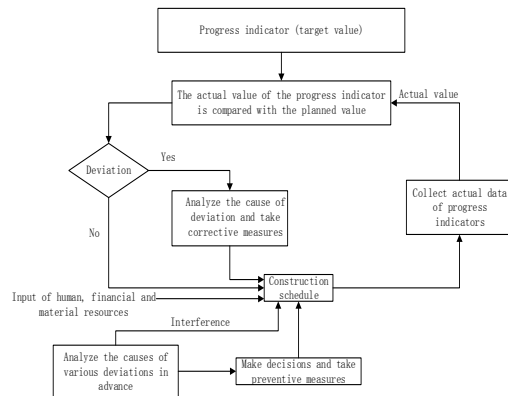 Progress indicator (target value)
The actual value of the progress indicator
is compared with the planned value
Actual value
Deviation
Yes
Analyze the cause of
deviation and take
corrective measures
Collect actual data
of progress
indicators
No
Construction
schedule
Input of human, financial and
material resources
Interference
Analyze the causes of
various deviations in
advance
Make decisions and take
preventive measures